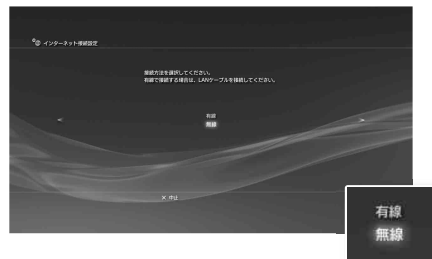 インターネット接続設定
接続方法を選択してください。
有線で接続する場合は、LANケーブルを接続してください。
有線
無線
× 中止
有線
無線